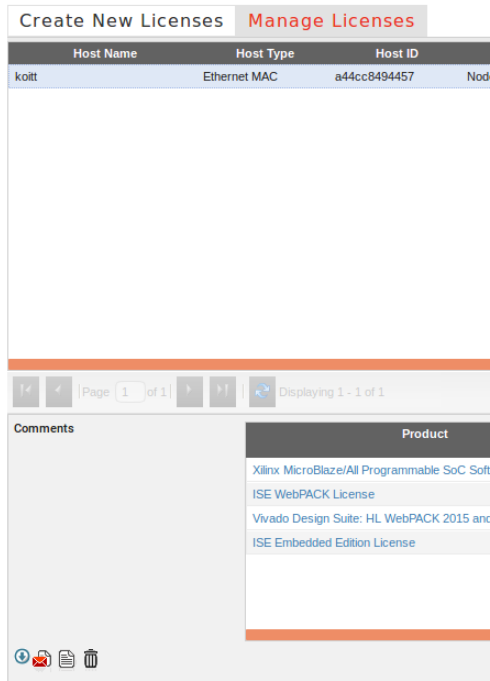 Create New Licenses Manage Licenses
Host Name Host Type Host ID
koitt Ethernet MAC a44cc8494457 Node
Page 1 of 1 Displaying 1 - 1 of 1
Comments
Product
Xilinx MicroBlaze/All Programmable SoC Soft
ISE WebPACK License
Vivado Design Suite: HL WebPACK 2015 and
ISE Embedded Edition License